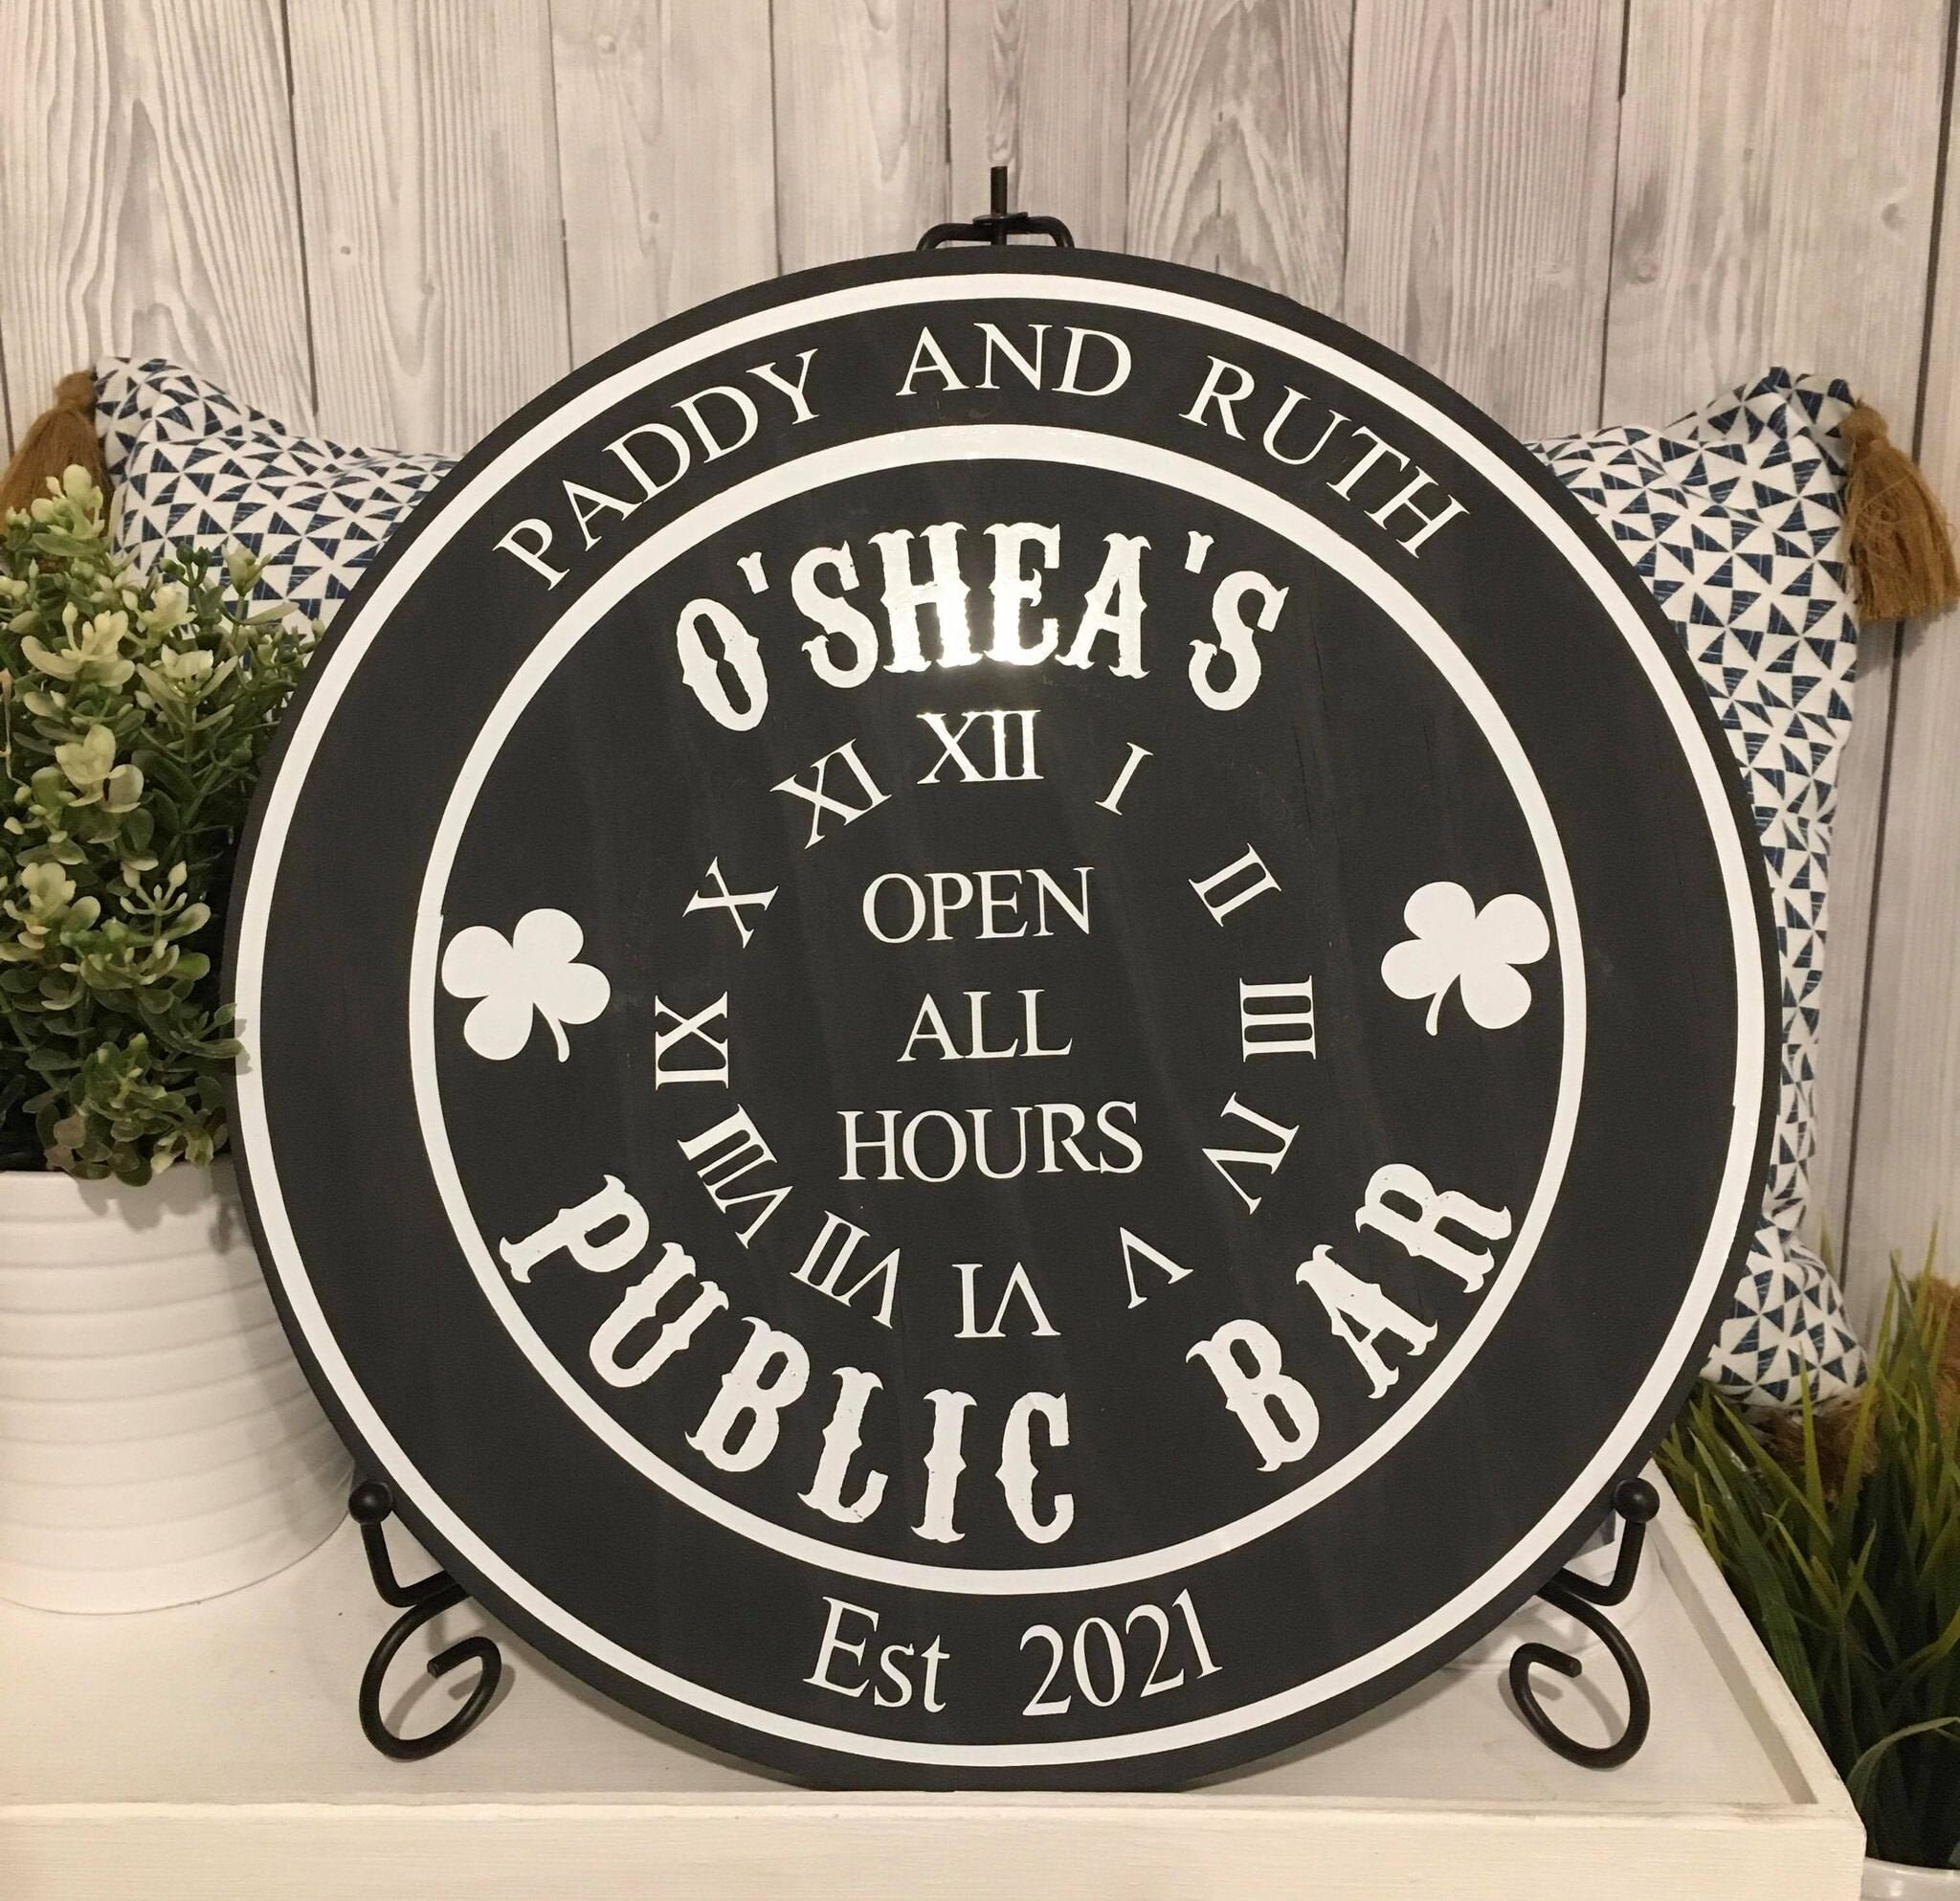 PADDY AND RUTH
O'SHEA'S
XII
I
II
III
IV
V
VI
VII
VIII
IX
X
XI
OPEN
ALL
HOURS
PUBLIC BAR
Est 2021